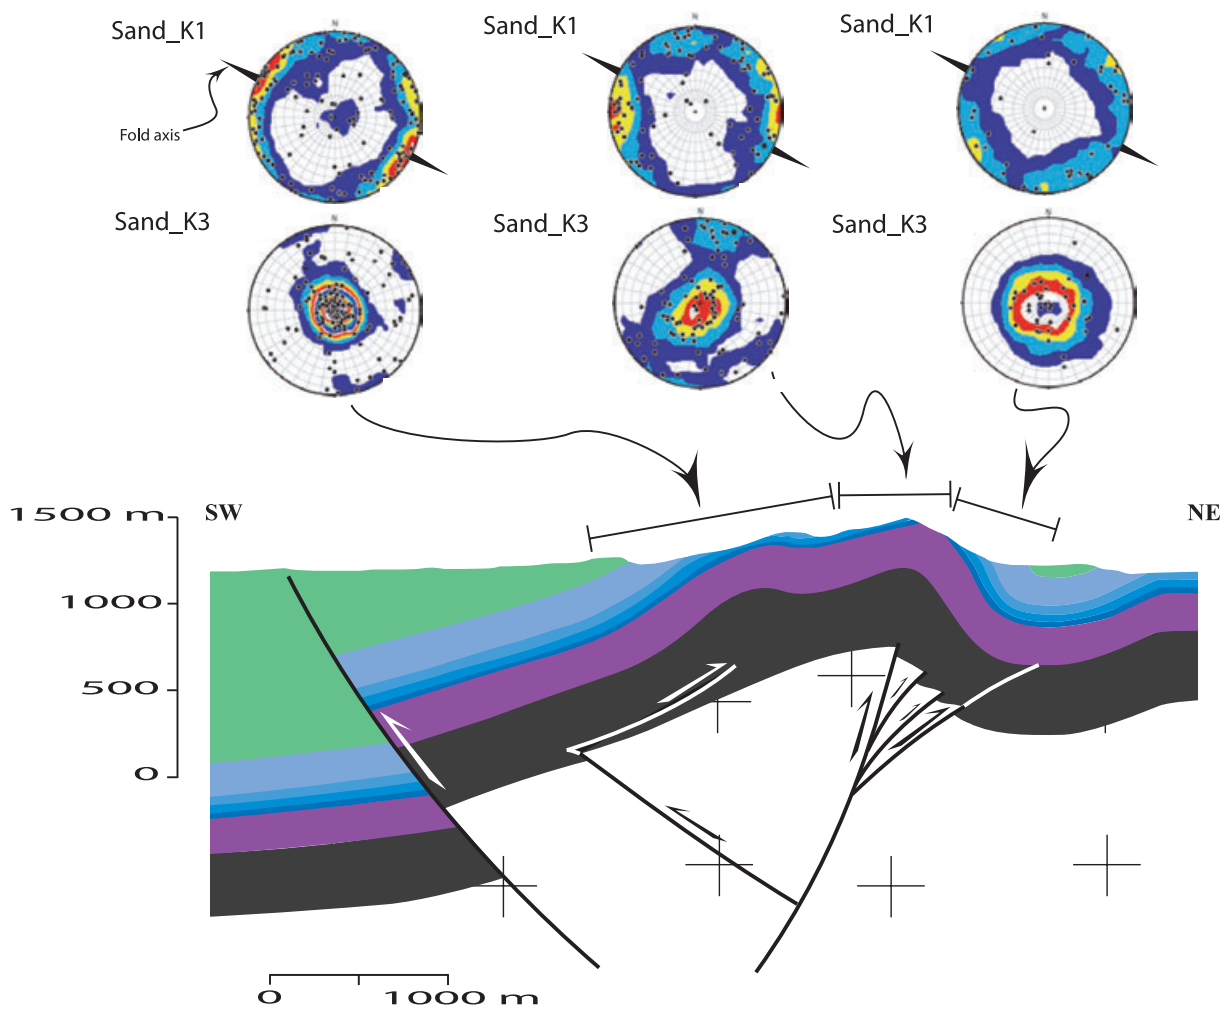 Sand_K1
Sand_K1
Sand_K1
N
N
N
Fold axis
Sand_K3
Sand_K3
Sand_K3
N
N
N
1500 m
SW
NE
1000
500
0
0
1000 m